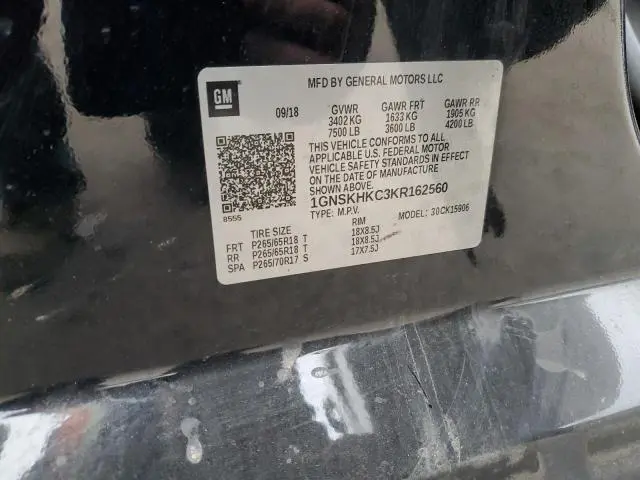 GM
MFD BY GENERAL MOTORS LLC
09/18 GVWR GAWR FRT GAWR RR
3402 KG 1633 KG 1905 KG
7500 LB 3600 LB 4200 LB
THIS VEHICLE CONFORMS TO ALL
APPLICABLE U.S. FEDERAL MOTOR
VEHICLE SAFETY STANDARDS IN EFFECT
ON THE DATE OF MANUFACTURE
1GNSKHKC3KR162560
8555 TYPE: M.P.V. MODEL: 30CK15906
TIRE SIZE RIM
FRT P265/65R18 T 18X8.5J
RR P265/65R18 T 18X8.5J
SPA P265/70R17 S 17X7.5J